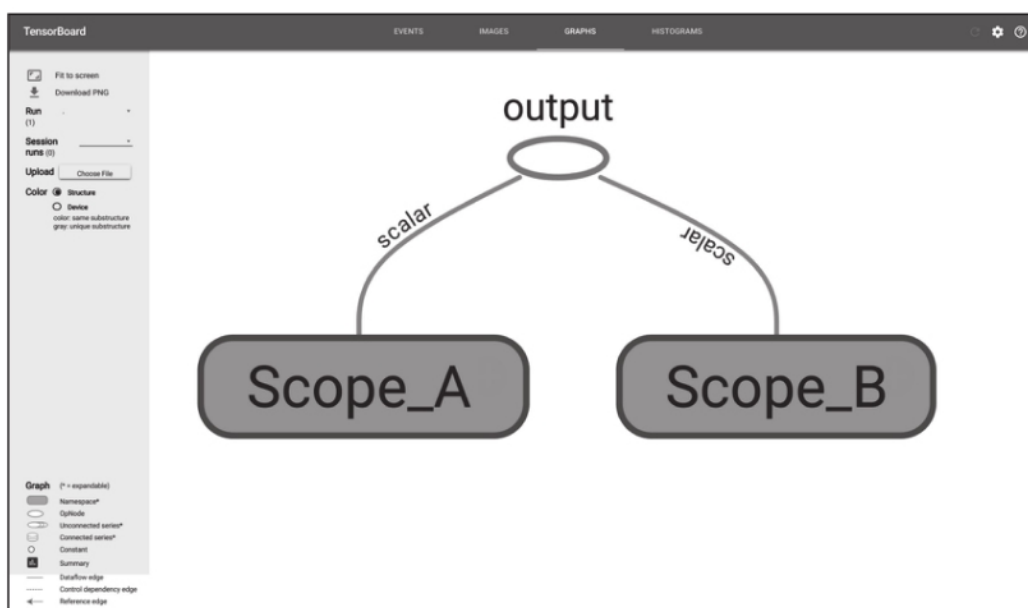 TensorBoard EVENTS IMAGES GRAPHS HISTOGRAMS
Fit to screen
Download PNG
Run
(1)
Session
runs (0)
Upload Choose File
Color Structure
Device
color: same substructure
gray: unique substructure
output
scalar scalar
Scope_A Scope_B
Graph (* = expandable)
Namespace*
OpNode
Unconnected series*
Connected series*
Constant
Summary
Dataflow edge
Control dependency edge
Reference edge